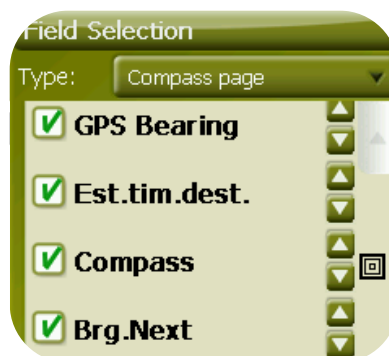 Field Selection
Type: Compass page
GPS Bearing
Est.tim.dest.
Compass
Brg.Next